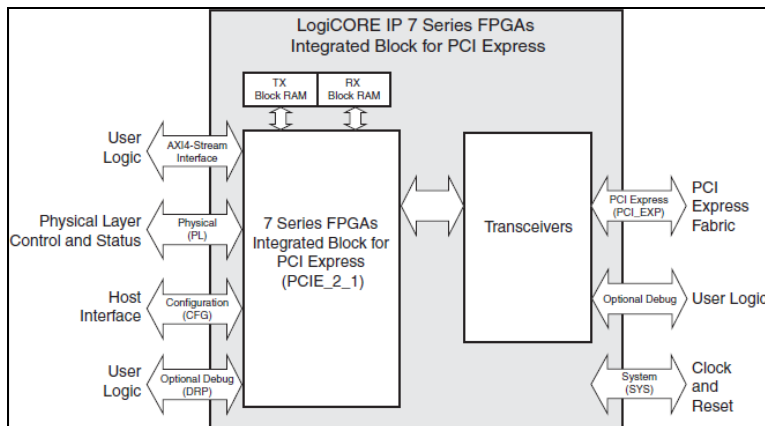 LogiCORE IP 7 Series FPGAs
Integrated Block for PCI Express
TX
Block RAM
RX
Block RAM
User
Logic
AXI4-Stream
Interface
Physical Layer
Control and Status
Physical
(PL)
Host
Interface
Configuration
(CFG)
User
Logic
Optional Debug
(DRP)
7 Series FPGAs
Integrated Block for
PCI Express
(PCIE_2_1)
Transceivers
PCI Express
(PCI_EXP)
PCI
Express
Fabric
Optional Debug
User Logic
System
(SYS)
Clock
and
Reset